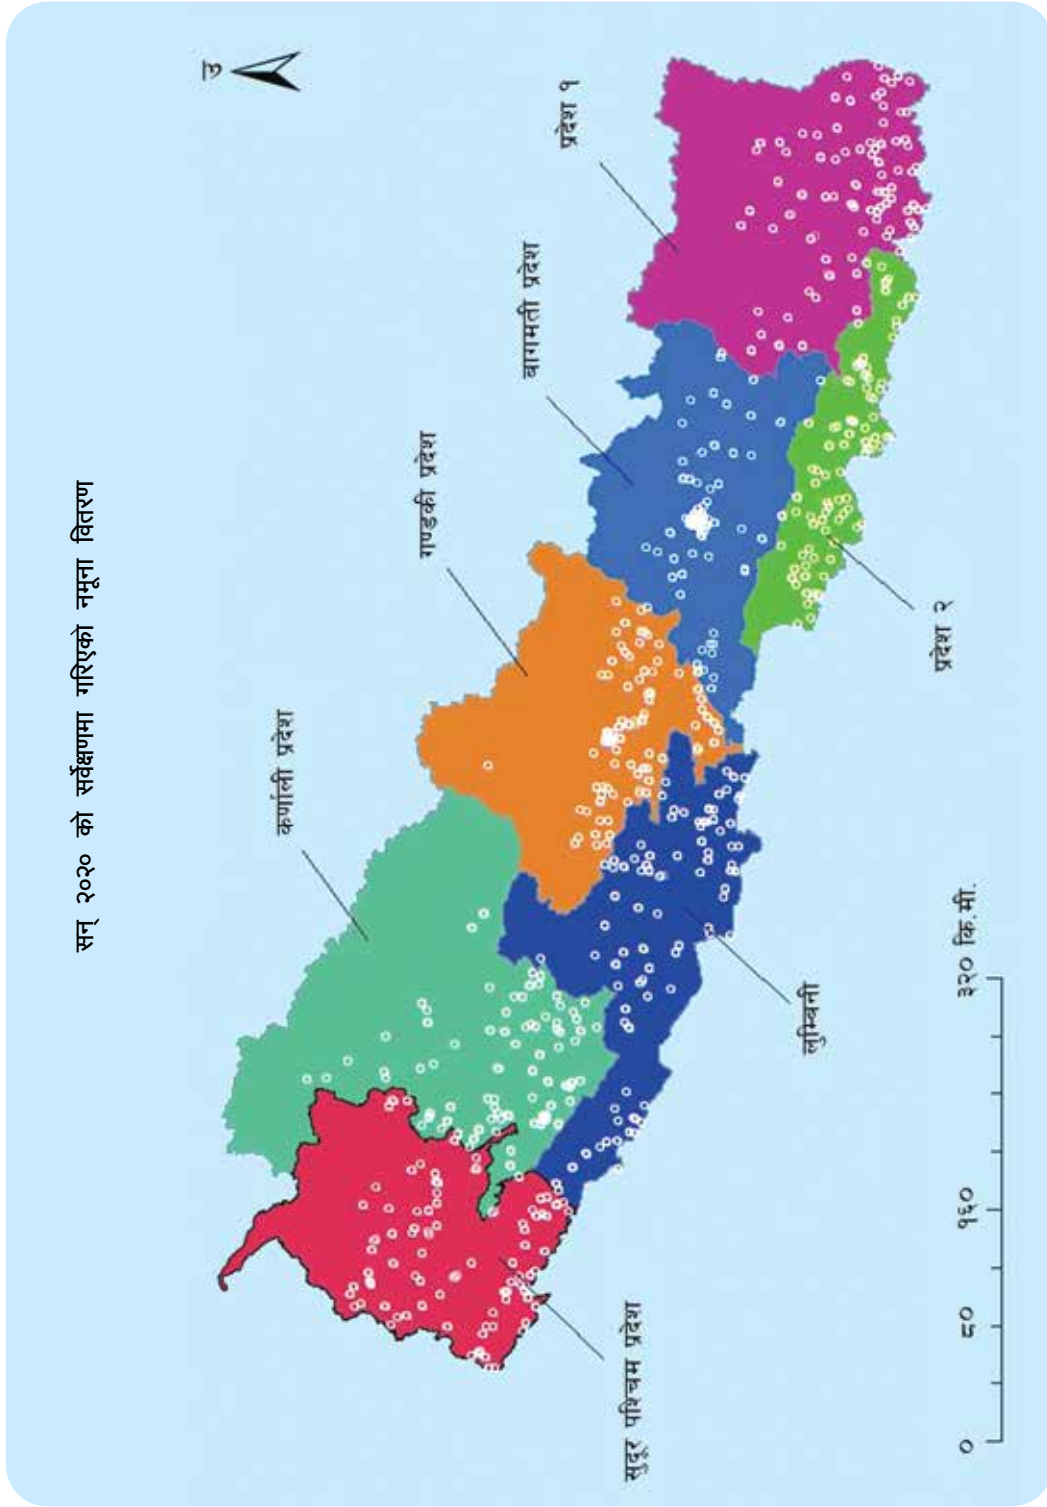 सन् २०२० को सर्वेक्षणमा गरिएको नमूना वितरण
उ
प्रदेश १
बागमती प्रदेश
गण्डकी प्रदेश
कर्णाली प्रदेश
प्रदेश २
लुम्बिनी
सुदूर पश्चिम प्रदेश
० ८० १६० ३२० कि.मी.